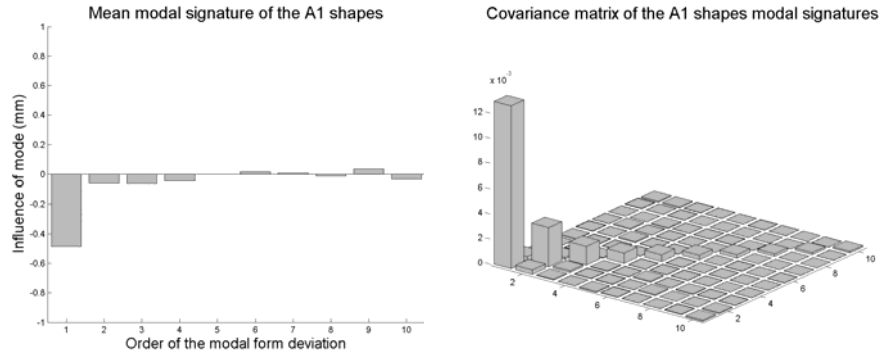 Mean modal signature of the A1 shapes
Influence of mode (mm)
1
0.8
0.6
0.4
0.2
0
-0.2
-0.4
-0.6
-0.8
-1
1 2 3 4 5 6 7 8 9 10
Order of the modal form deviation
Covariance matrix of the A1 shapes modal signatures
x 10⁻³
12
10
8
6
4
2
0
2 4 6 8 10
2 4 6 8 10